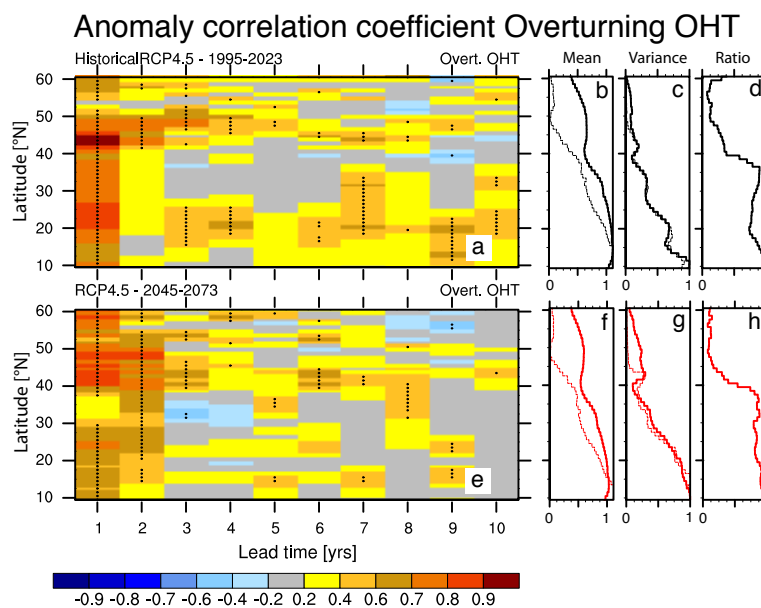 Anomaly correlation coefficient Overturning OHT
HistoricalRCP4.5 - 1995-2023 Overt. OHT Mean Variance Ratio
60
50
40
30
20
10
Latitude [°N]
a b c d
0 1 0 1 0
RCP4.5 - 2045-2073 Overt. OHT
60
50
40
30
20
10
Latitude [°N]
e f g h
1 2 3 4 5 6 7 8 9 10
0 1 0 1 0
Lead time [yrs]
-0.9 -0.8 -0.7 -0.6 -0.4 -0.2 0.2 0.4 0.6 0.7 0.8 0.9